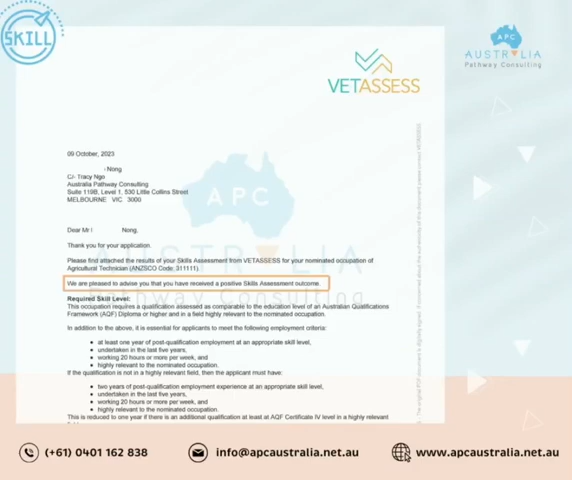 SKILL
APC
AUSTRALIA
Pathway Consulting
VETASSESS
09 October, 2023
Nong
C/- Tracy Ngo
Australia Pathway Consulting
Suite 119B, Level 1, 530 Little Collins Street
MELBOURNE VIC 3000
Dear Mr Nong.
Thank you for your application.
Please find attached the results of your Skills Assessment from VETASSESS for your nominated occupation of
Agricultural Technician (ANZSCO Code: 311111).
We are pleased to advise you that you have received a positive Skills Assessment outcome.
Required Skill Level:
This occupation requires a qualification assessed as comparable to the education level of an Australian Qualifications
Framework (AQF) Diploma or higher and in a field highly relevant to the nominated occupation.
In addition to the above, it is essential for applicants to meet the following employment criteria:
• at least one year of post-qualification employment at an appropriate skill level,
• undertaken in the last five years,
• working 20 hours or more per week, and
• highly relevant to the nominated occupation.
If the qualification is not in a highly relevant field, then the applicant must have:
• two years of post-qualification employment experience at an appropriate skill level,
• undertaken in the last five years,
• working 20 hours or more per week, and
• highly relevant to the nominated occupation.
This is reduced to one year if there is an additional qualification at least at AQF Certificate IV level in a highly relevant
APC
AUSTRALIA
Pathway Consulting
(+61) 0401 162 838
info@apcaustralia.net.au
www.apcaustralia.net.au